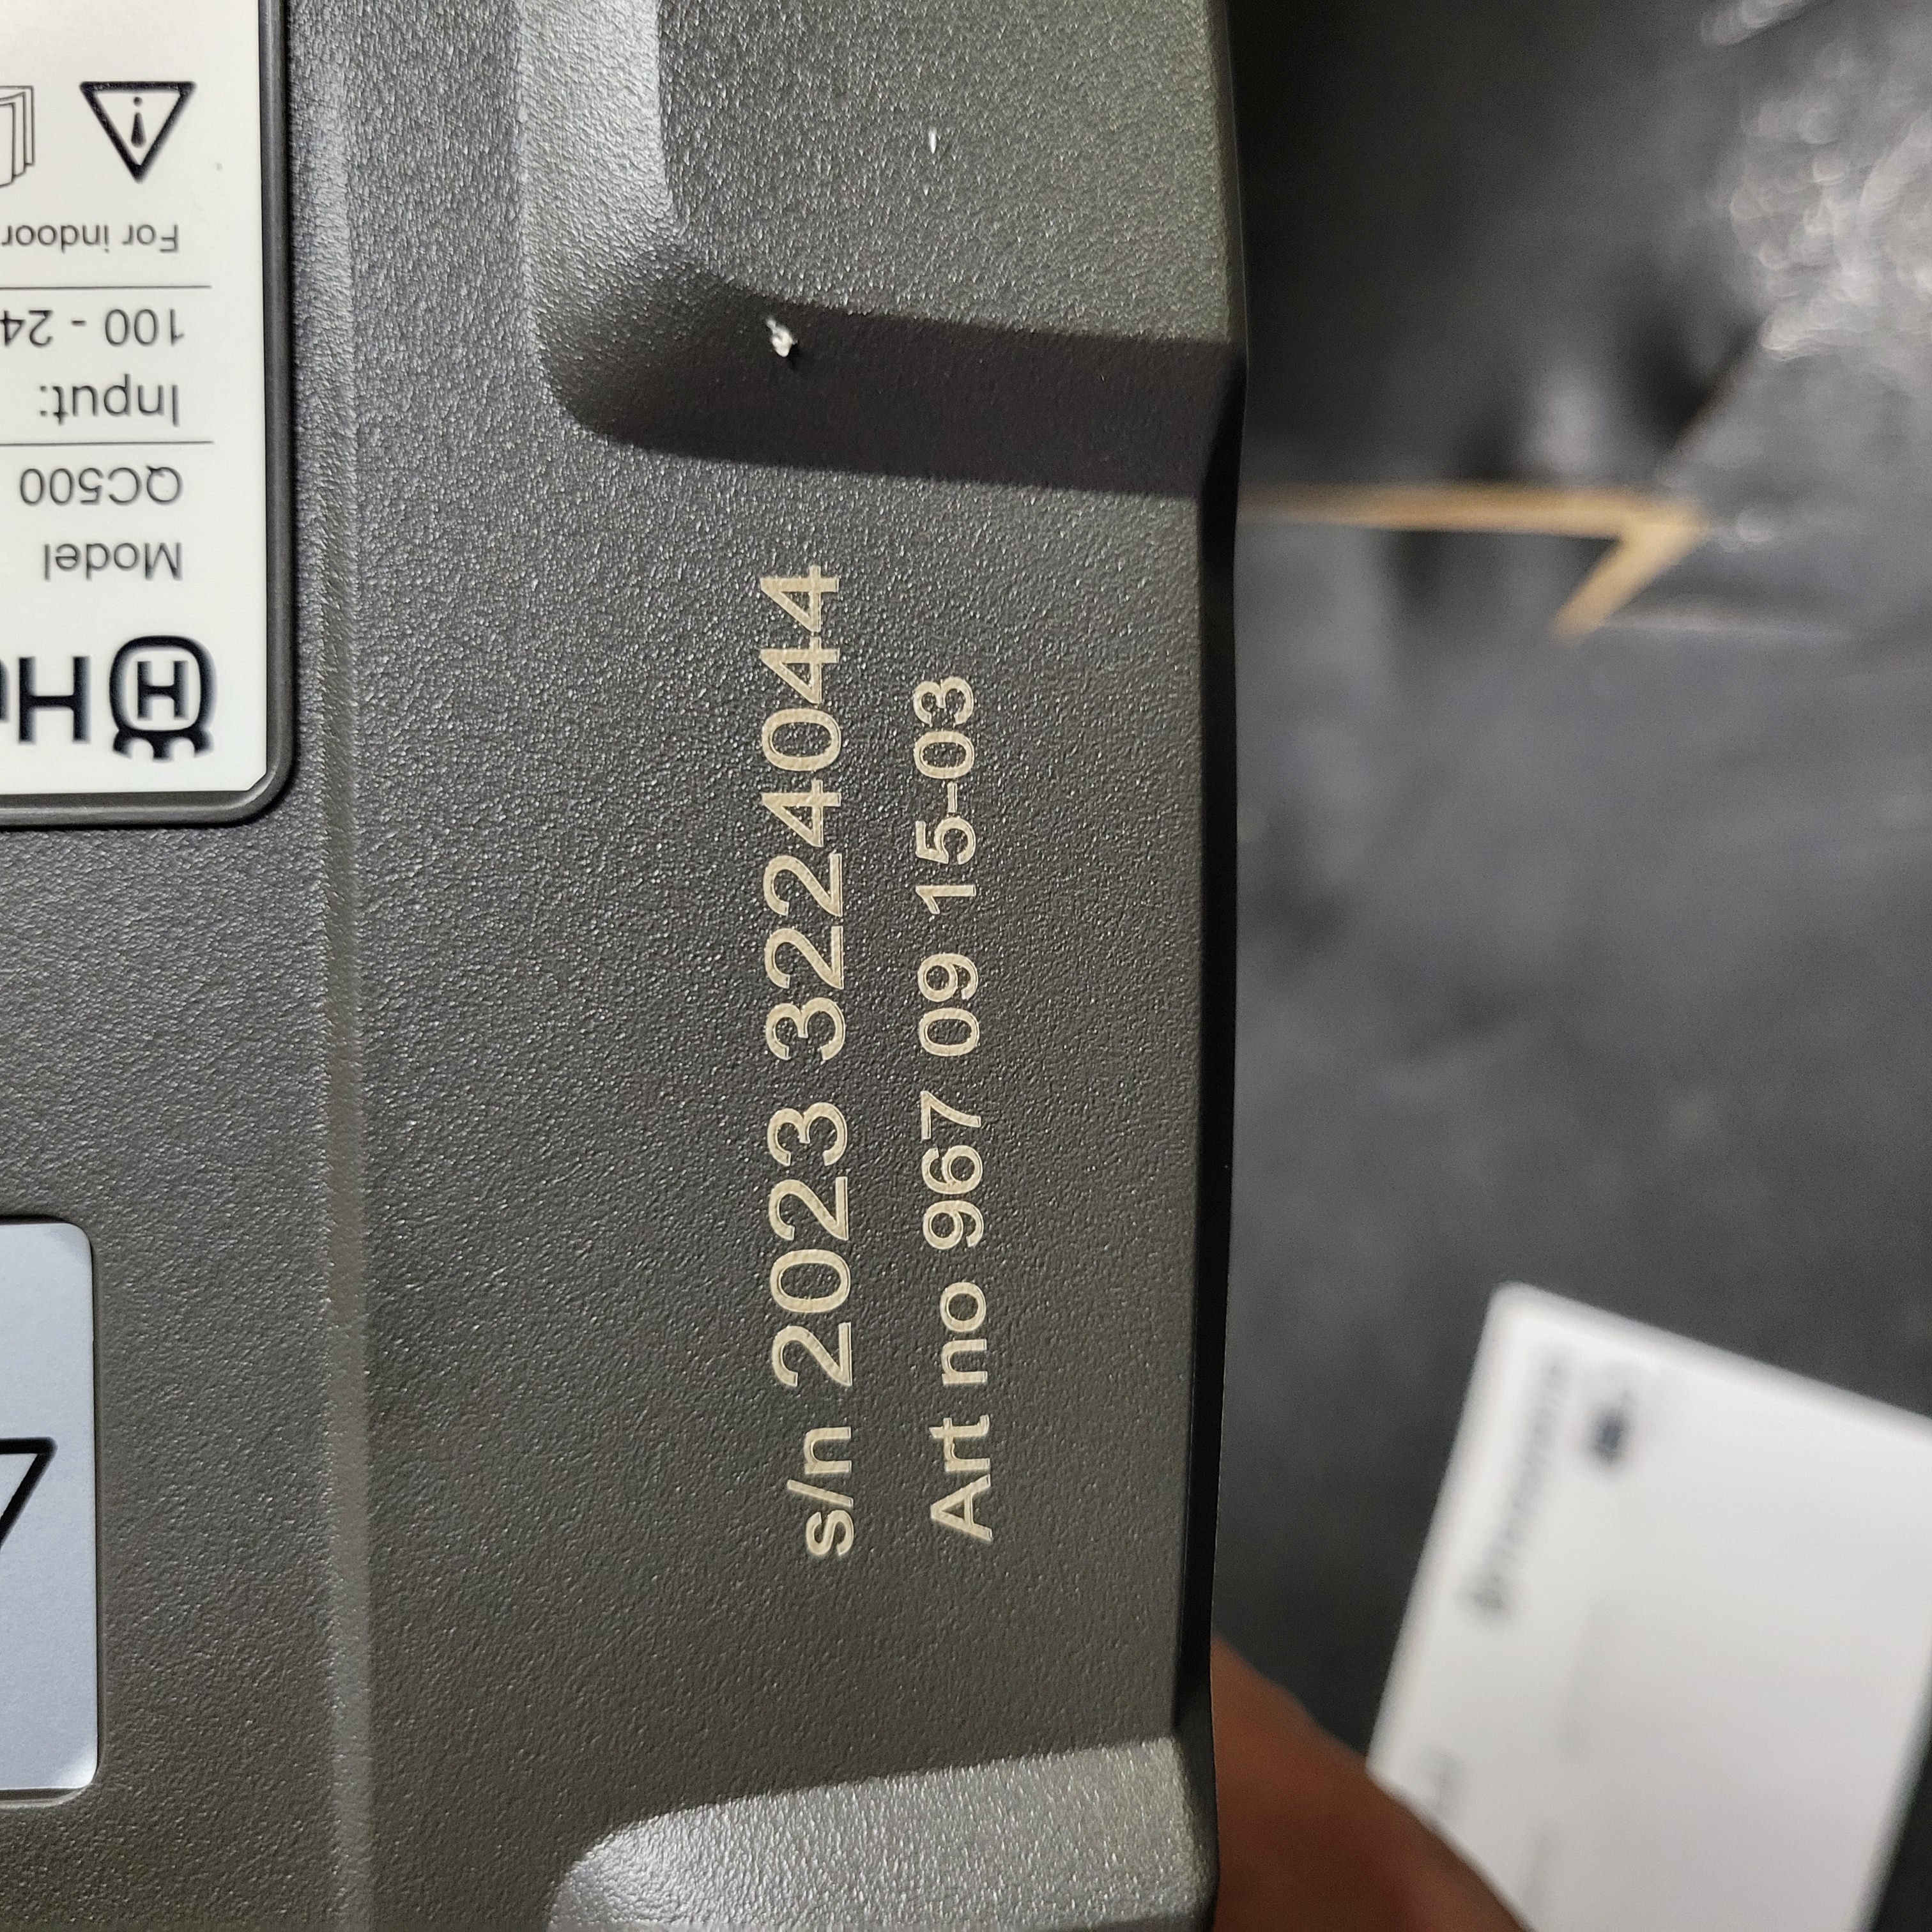 s/n 2023 3224044
Art no 967 09 15-03
Model
QC500
Input:
100 - 24
For indoor